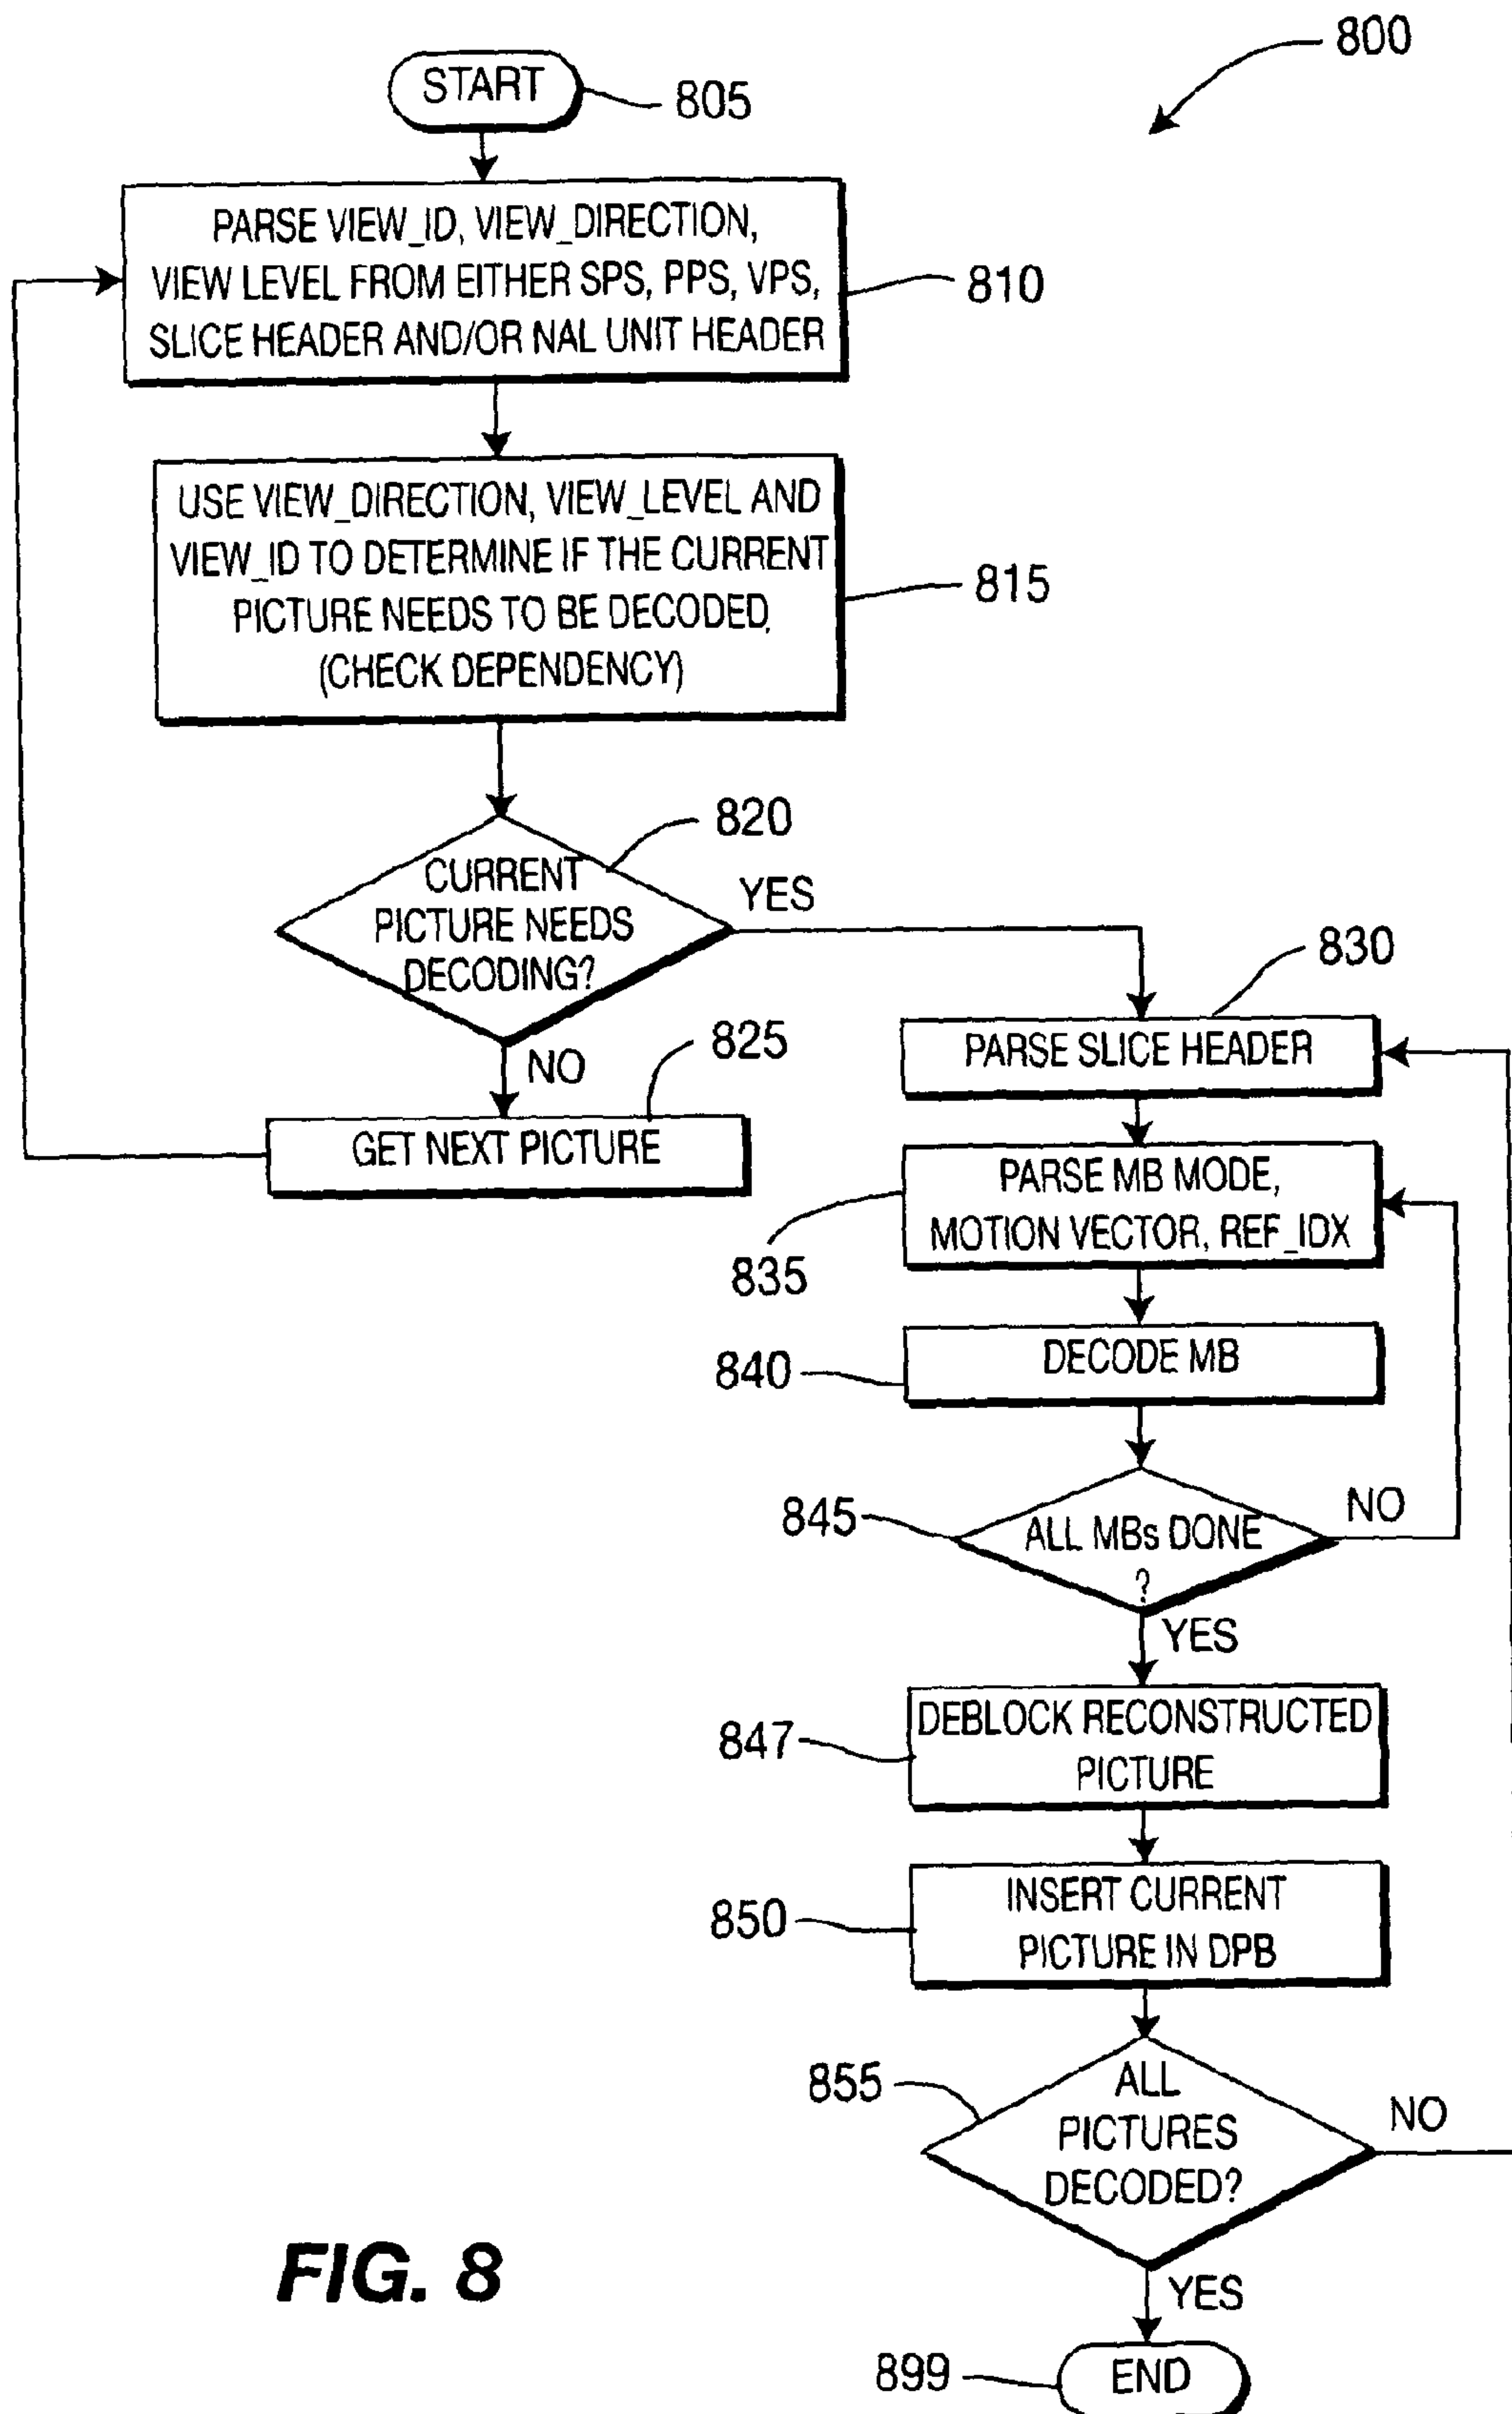 800
START
805
PARSE VIEW_ID, VIEW_DIRECTION,
VIEW LEVEL FROM EITHER SPS, PPS, VPS,
SLICE HEADER AND/OR NAL UNIT HEADER
810
USE VIEW_DIRECTION, VIEW_LEVEL AND
VIEW_ID TO DETERMINE IF THE CURRENT
PICTURE NEEDS TO BE DECODED,
(CHECK DEPENDENCY)
815
820
CURRENT
PICTURE NEEDS
DECODING?
YES
NO
825
GET NEXT PICTURE
830
PARSE SLICE HEADER
PARSE MB MODE,
MOTION VECTOR, REF_IDX
835
DECODE MB
840
845
ALL MBs DONE
?
NO
YES
DEBLOCK RECONSTRUCTED
PICTURE
847
INSERT CURRENT
PICTURE IN DPB
850
855
ALL
PICTURES
DECODED?
NO
YES
899
END
FIG. 8